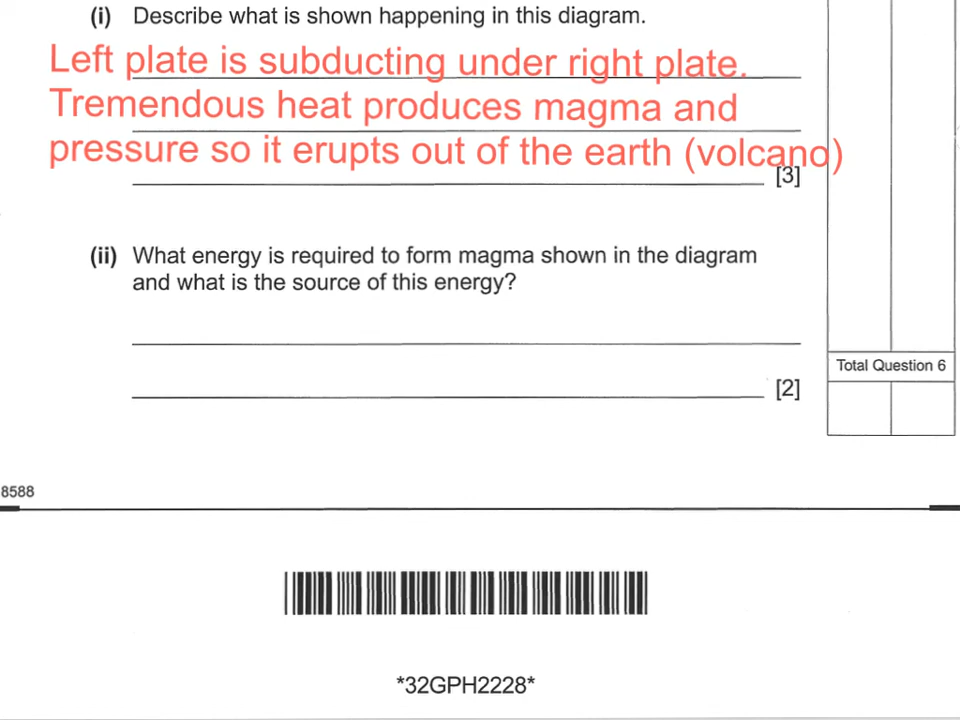 (i) Describe what is shown happening in this diagram.
Left plate is subducting under right plate.
Tremendous heat produces magma and
pressure so it erupts out of the earth (volcano)
[3]
(ii) What energy is required to form magma shown in the diagram
and what is the source of this energy?
Total Question 6
[2]
8588
*32GPH2228*